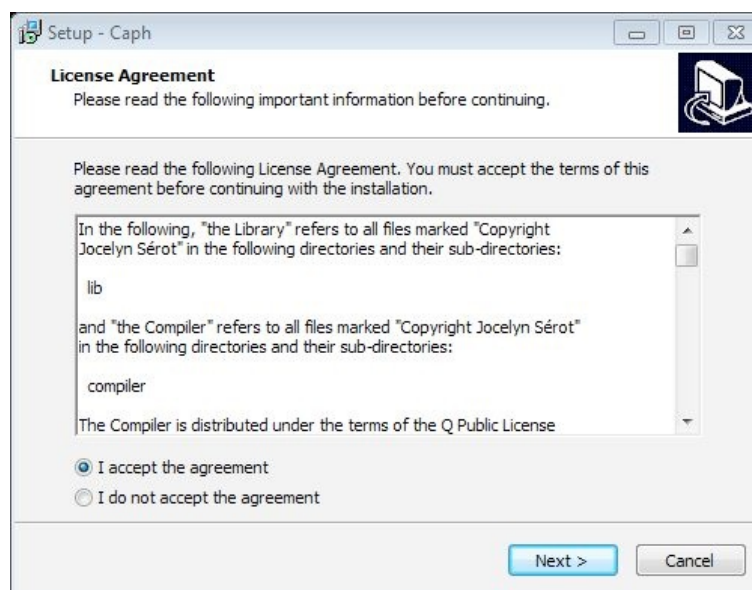 Setup - Caph
License Agreement
Please read the following important information before continuing.
Please read the following License Agreement. You must accept the terms of this
agreement before continuing with the installation.
In the following, "the Library" refers to all files marked "Copyright
Jocelyn Sérot" in the following directories and their sub-directories:
lib
and "the Compiler" refers to all files marked "Copyright Jocelyn Sérot"
in the following directories and their sub-directories:
compiler
The Compiler is distributed under the terms of the Q Public License
I accept the agreement
I do not accept the agreement
Next >
Cancel